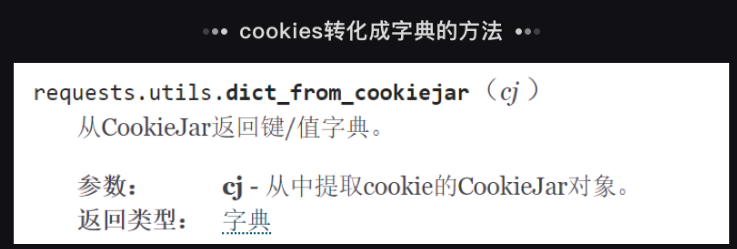 cookies转化成字典的方法
requests.utils.dict_from_cookiejar（cj）
从CookieJar返回键/值字典。
参数： cj - 从中提取cookie的CookieJar对象。
返回类型： 字典